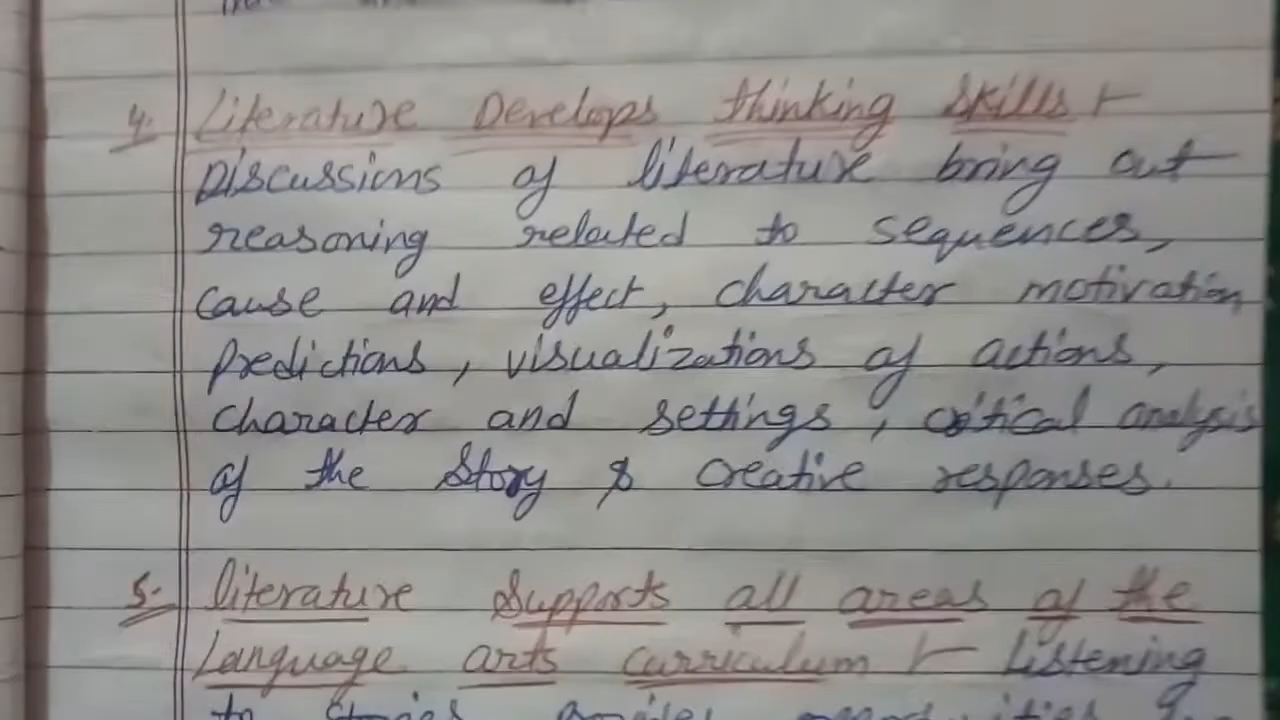 4. Literature Develops thinking skills :-
Discussions of literature bring out
reasoning related to sequences,
cause and effect, character motivation
predictions, visualizations of actions,
character and settings, critical analysis
of the story & creative responses.
5. literature supports all areas of the
Language arts curriculum :- Listening
to stories